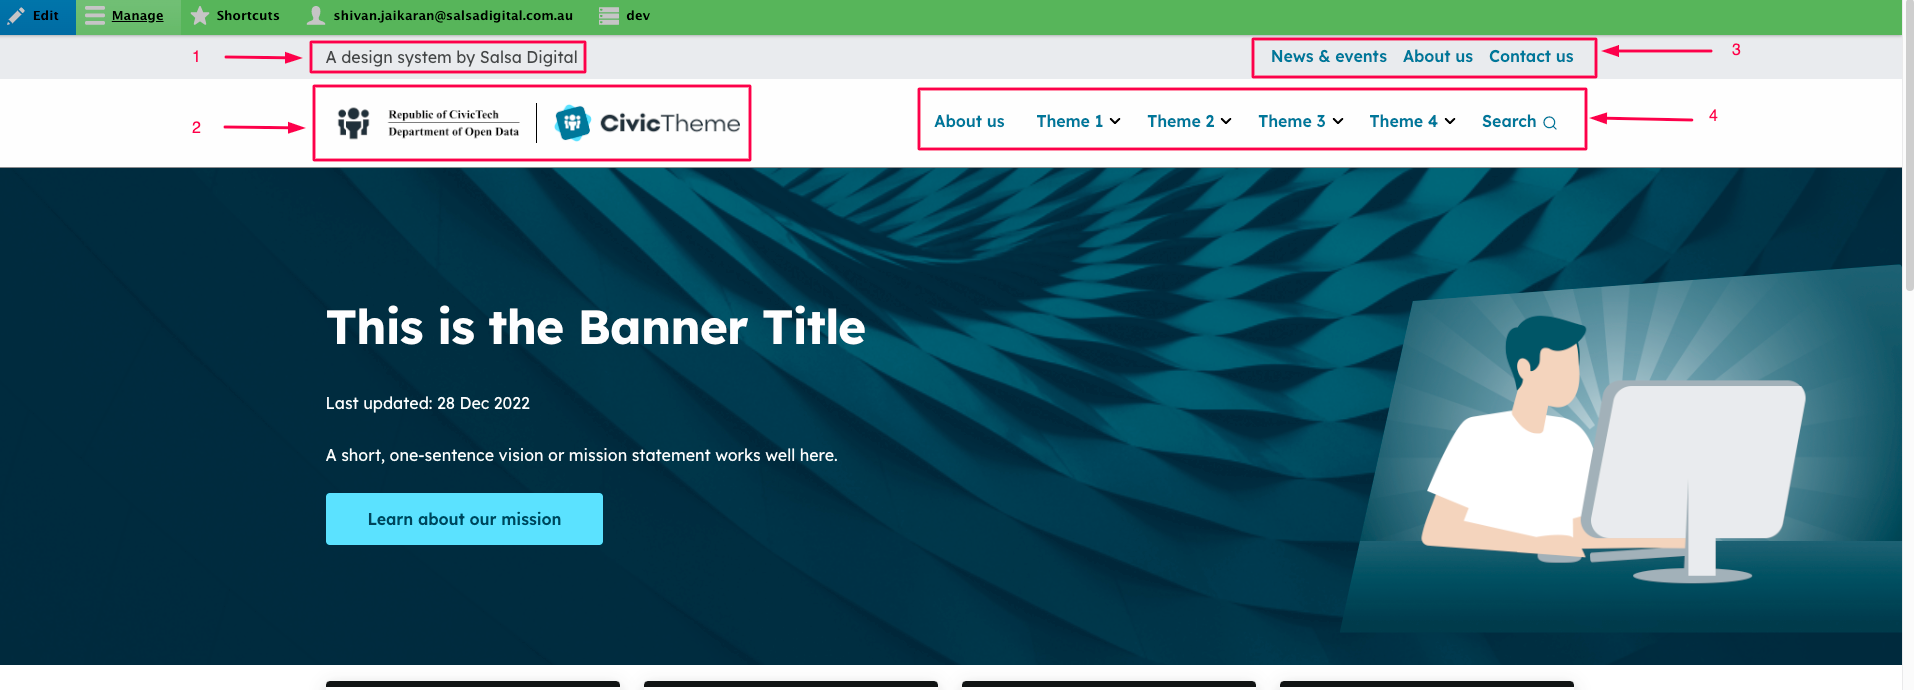 Edit Manage Shortcuts shivan.jaikaran@salsadigital.com.au dev
1 A design system by Salsa Digital News & events About us Contact us 3
2 Republic of CivicTech
Department of Open Data
CivicTheme
About us Theme 1 Theme 2 Theme 3 Theme 4 Search 4
This is the Banner Title
Last updated: 28 Dec 2022
A short, one-sentence vision or mission statement works well here.
Learn about our mission